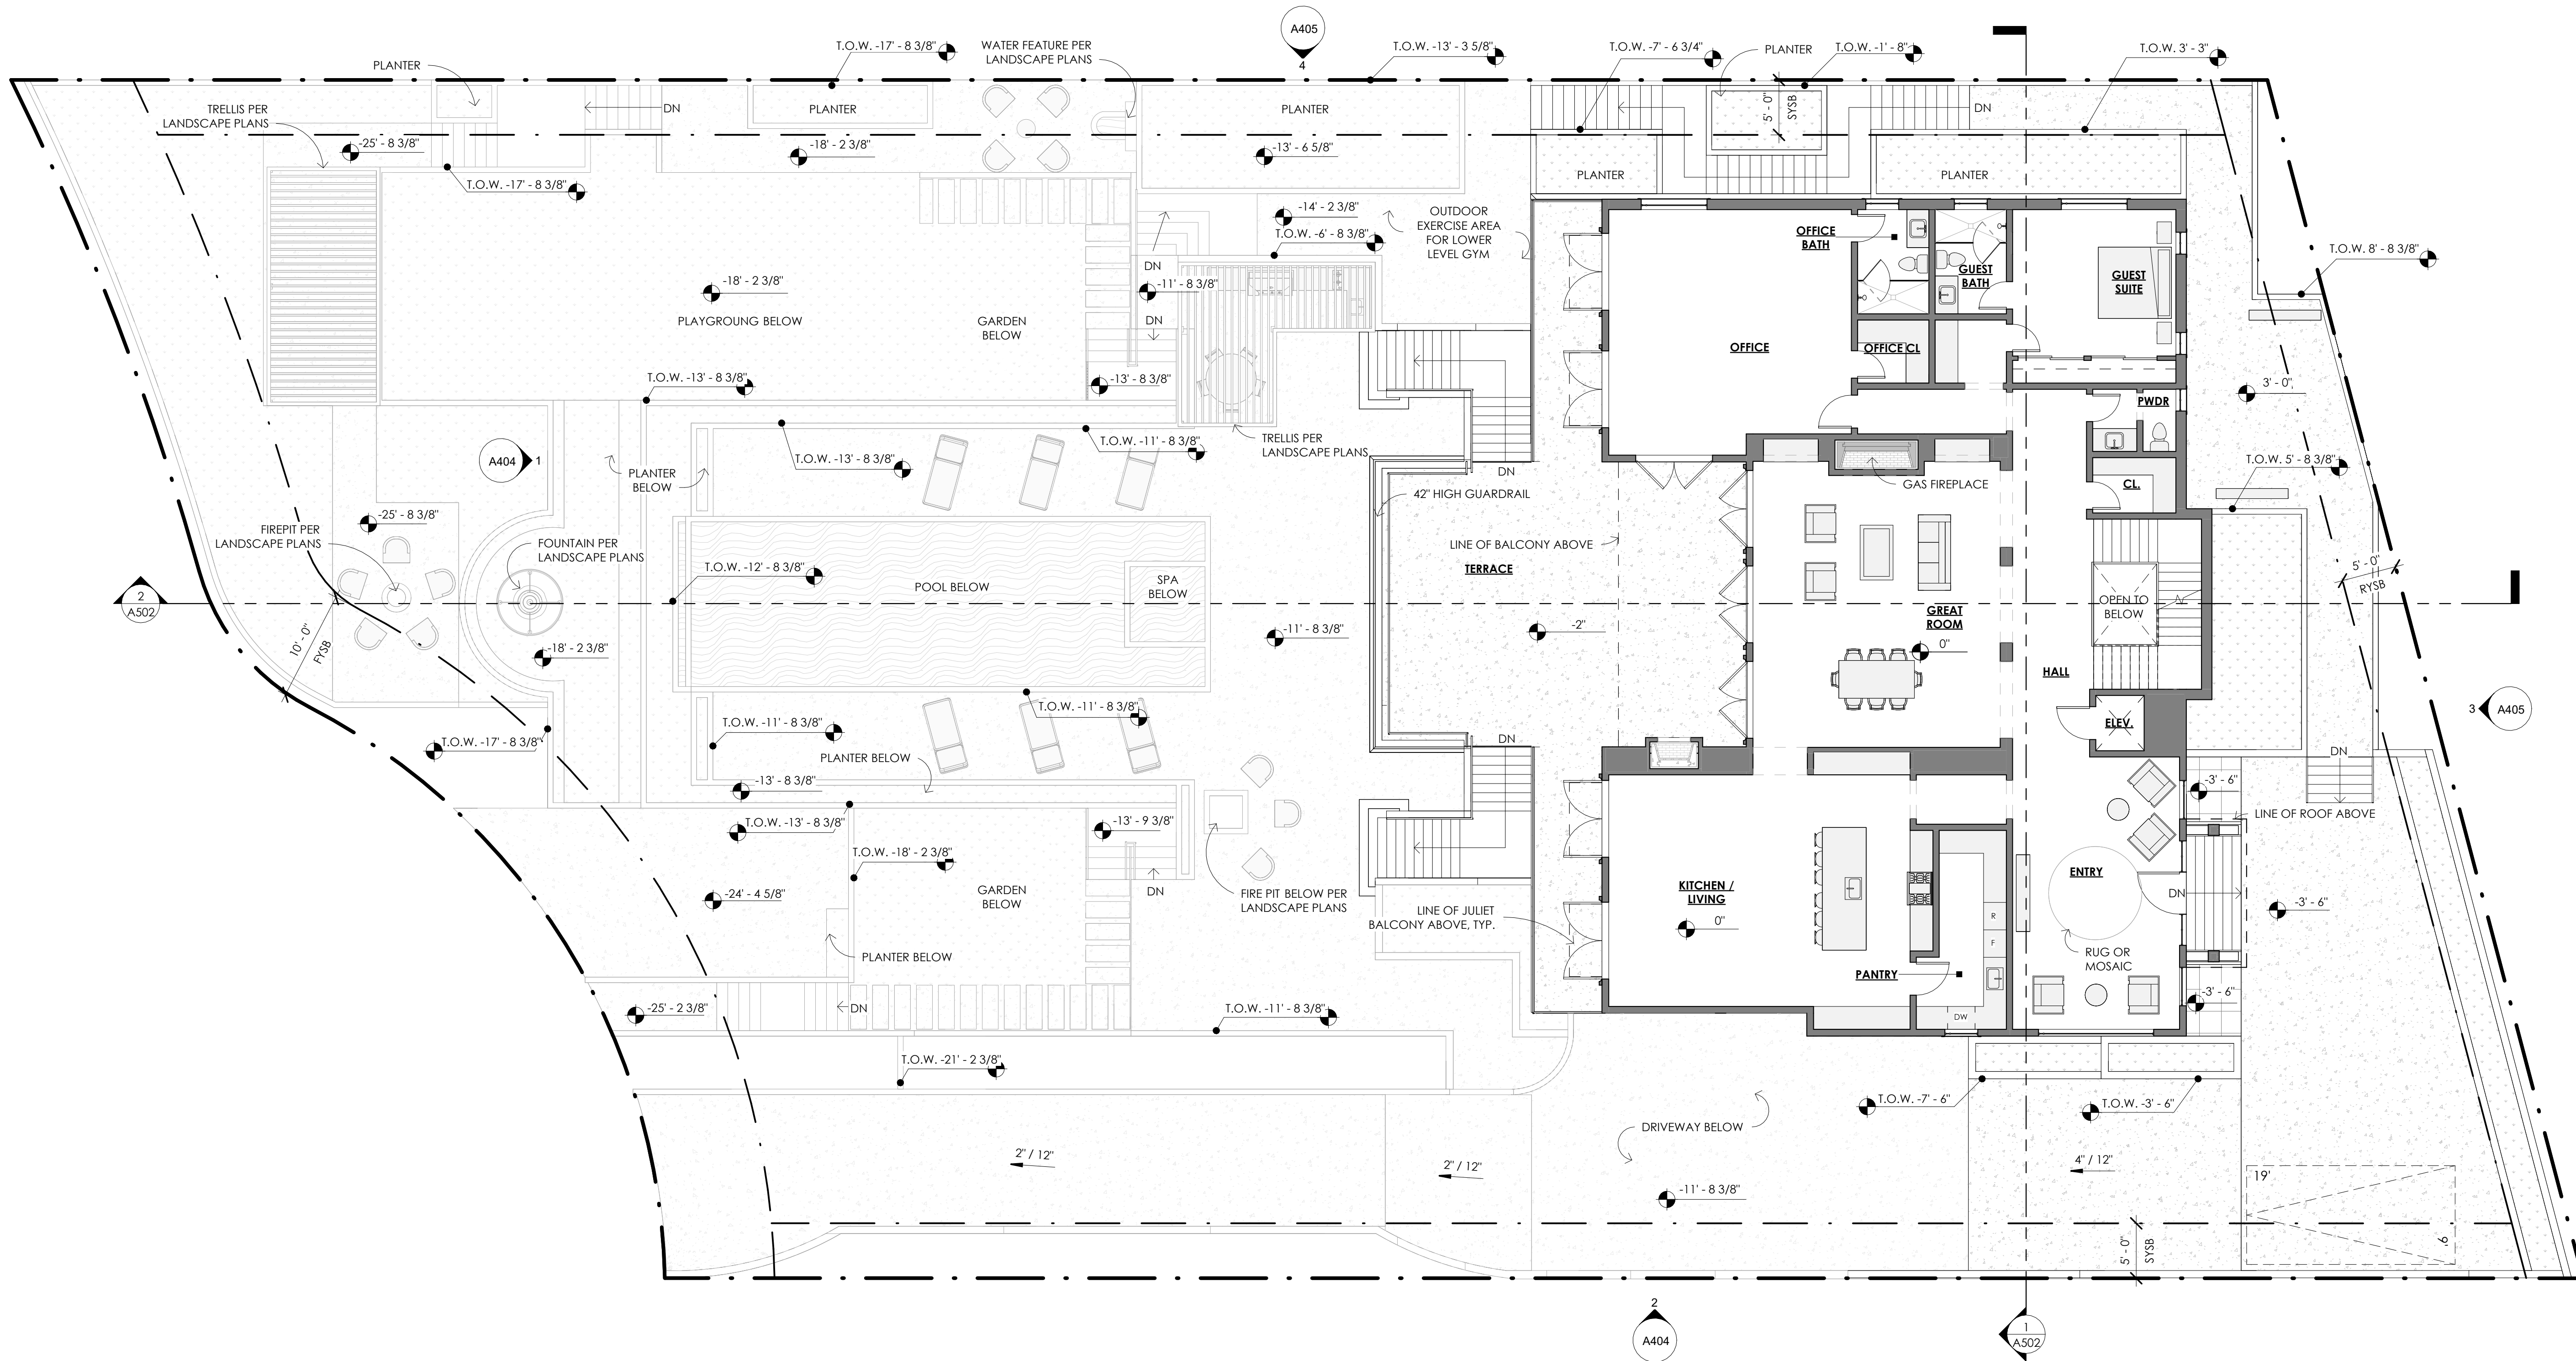 A405
4
T.O.W. -17' - 8 3/8"
WATER FEATURE PER
LANDSCAPE PLANS
T.O.W. -13' - 3 5/8"
T.O.W. -7' - 6 3/4"
PLANTER
T.O.W. -1' - 8"
T.O.W. 3' - 3"
PLANTER
TRELLIS PER
LANDSCAPE PLANS
DN
PLANTER
PLANTER
5' - 0"
SYSB
DN
-25' - 8 3/8"
-18' - 2 3/8"
-13' - 6 5/8"
T.O.W. -17' - 8 3/8"
PLANTER
PLANTER
-14' - 2 3/8"
OUTDOOR
EXERCISE AREA
FOR LOWER
LEVEL GYM
T.O.W. -6' - 8 3/8"
OFFICE
BATH
GUEST
BATH
GUEST
SUITE
T.O.W. 8' - 8 3/8"
DN
-11' - 8 3/8"
-18' - 2 3/8"
PLAYGROUNG BELOW
GARDEN
BELOW
DN
OFFICE
OFFICE CL
T.O.W. -13' - 8 3/8"
-13' - 8 3/8"
3' - 0"
PWDR
A404
1
PLANTER
BELOW
T.O.W. -13' - 8 3/8"
T.O.W. -11' - 8 3/8"
TRELLIS PER
LANDSCAPE PLANS
DN
GAS FIREPLACE
CL.
T.O.W. 5' - 8 3/8"
42" HIGH GUARDRAIL
-25' - 8 3/8"
FIREPIT PER
LANDSCAPE PLANS
FOUNTAIN PER
LANDSCAPE PLANS
LINE OF BALCONY ABOVE
TERRACE
T.O.W. -12' - 8 3/8"
POOL BELOW
SPA
BELOW
5' - 0"
RYSB
OPEN TO
BELOW
2
A502
GREAT
ROOM
0"
10' - 0"
FYSB
-18' - 2 3/8"
-11' - 8 3/8"
-2"
HALL
T.O.W. -11' - 8 3/8"
T.O.W. -11' - 8 3/8"
3
A405
ELEV.
T.O.W. -17' - 8 3/8"
PLANTER BELOW
DN
DN
-13' - 8 3/8"
-3' - 6"
LINE OF ROOF ABOVE
T.O.W. -13' - 8 3/8"
-13' - 9 3/8"
T.O.W. -18' - 2 3/8"
ENTRY
DN
GARDEN
BELOW
DN
FIRE PIT BELOW PER
LANDSCAPE PLANS
KITCHEN /
LIVING
0"
-24' - 4 5/8"
LINE OF JULIET
BALCONY ABOVE, TYP.
R
F
-3' - 6"
RUG OR
MOSAIC
PLANTER BELOW
PANTRY
-3' - 6"
-25' - 2 3/8"
DN
T.O.W. -11' - 8 3/8"
DW
T.O.W. -21' - 2 3/8"
T.O.W. -7' - 6"
T.O.W. -3' - 6"
DRIVEWAY BELOW
2" / 12"
2" / 12"
4" / 12"
19'
-11' - 8 3/8"
5' - 0"
SYSB
9'
2
A404
1
A502